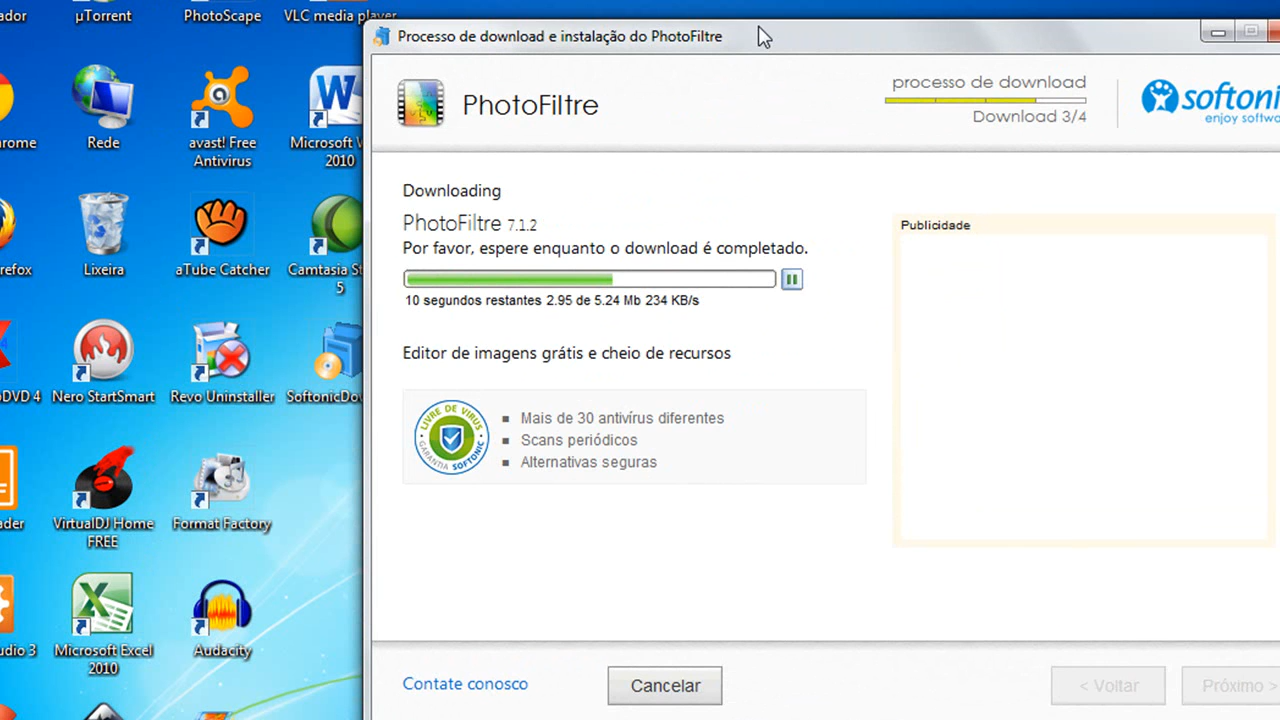 ador
µTorrent
PhotoScape
VLC media player
Rede
avast! Free
Antivirus
Microsoft W
2010
hrome
Lixeira
aTube Catcher
Camtasia St
5
refox
oDVD 4
Nero StartSmart
Revo Uninstaller
SoftonicDow
ader
VirtualDJ Home
FREE
Format Factory
udio 3
Microsoft Excel
2010
Audacity
Processo de download e instalação do PhotoFiltre
PhotoFiltre
processo de download
Download 3/4
softoni
enjoy softwa
Downloading
PhotoFiltre 7.1.2
Por favor, espere enquanto o download é completado.
10 segundos restantes 2.95 de 5.24 Mb 234 KB/s
Editor de imagens grátis e cheio de recursos
LIVRE DE VIRUS
GARANTIA SOFTONIC
Mais de 30 antivírus diferentes
Scans periódicos
Alternativas seguras
Publicidade
Contate conosco
Cancelar
< Voltar
Próximo >